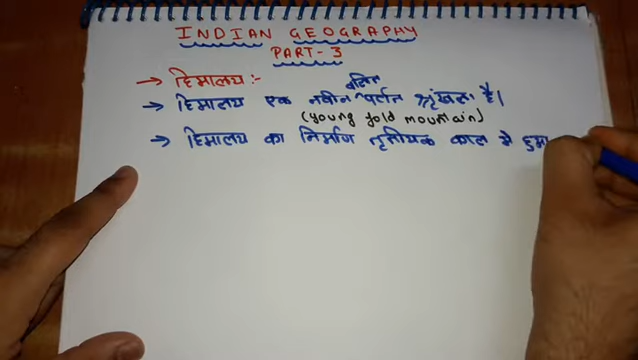 INDIAN GEOGRAPHY
PART-3
→ हिमालय :-
→ हिमालय एक नवीन वलित पर्वत श्रृंखला है।
(young fold mountain)
→ हिमालय का निर्माण तृतीयक काल मे हुआ